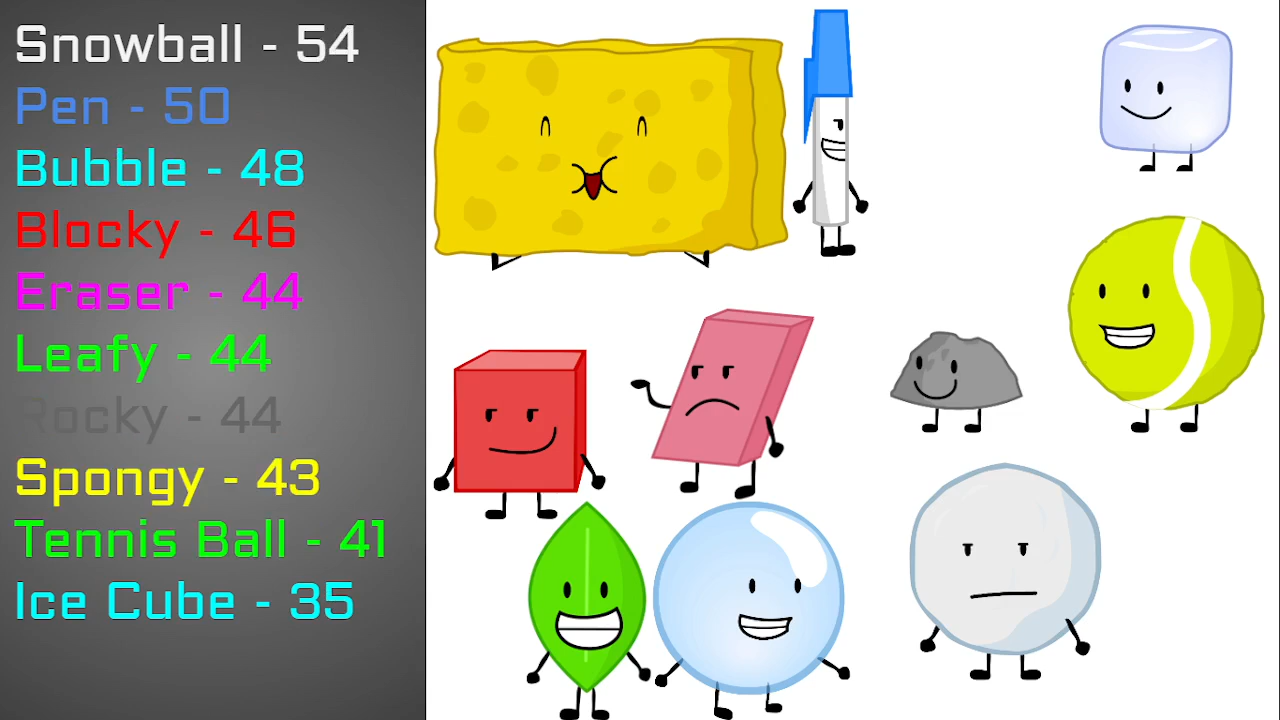 Snowball - 54
Pen - 50
Bubble - 48
Blocky - 46
Eraser - 44
Leafy - 44
Rocky - 44
Spongy - 43
Tennis Ball - 41
Ice Cube - 35